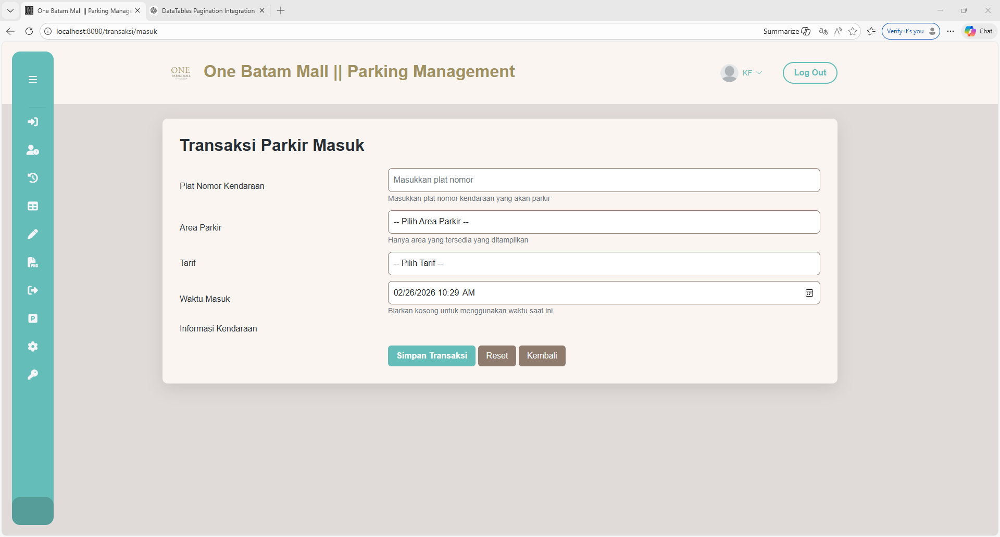 One Batam Mall || Parking Manage
DataTables Pagination Integration
localhost:8080/transaksi/masuk
Summarize
Verify it's you
Chat
ONE
BATAM MALL
One Batam Mall || Parking Management
KF
Log Out
Transaksi Parkir Masuk
Plat Nomor Kendaraan
Masukkan plat nomor
Masukkan plat nomor kendaraan yang akan parkir
Area Parkir
-- Pilih Area Parkir --
Hanya area yang tersedia yang ditampilkan
Tarif
-- Pilih Tarif --
Waktu Masuk
02/26/2026 10:29 AM
Biarkan kosong untuk menggunakan waktu saat ini
Informasi Kendaraan
Simpan Transaksi
Reset
Kembali
PNG
P